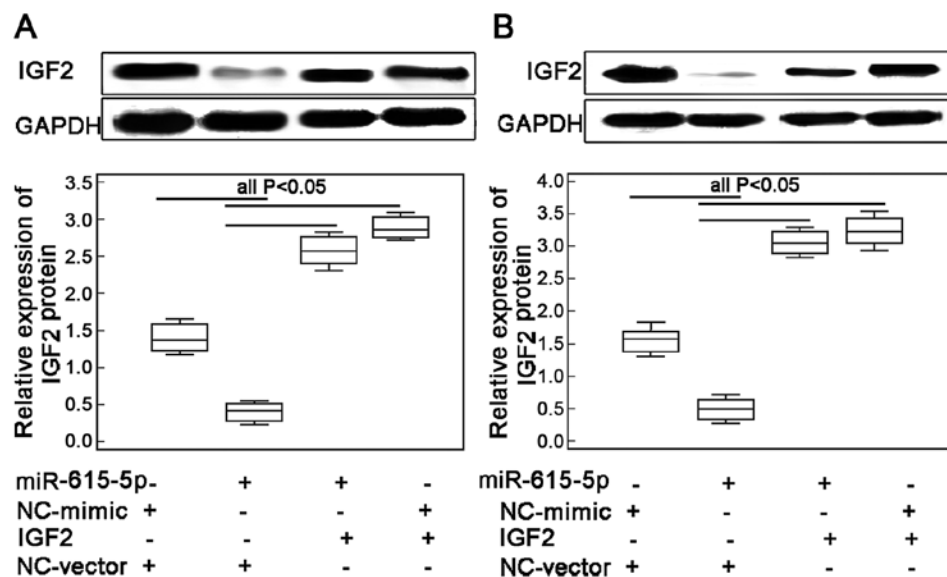 A
IGF2
GAPDH
Relative expression of
IGF2 protein
3.5
3.0
2.5
2.0
1.5
1.0
0.5
0.0
all P<0.05
miR-615-5p - + + -
NC-mimic + - - +
IGF2 - - + +
NC-vector + + - -
B
IGF2
GAPDH
Relative expression of
IGF2 protein
4.0
3.5
3.0
2.5
2.0
1.5
1.0
0.5
0.0
all P<0.05
miR-615-5p - + + -
NC-mimic + - - +
IGF2 - - + +
NC-vector + + - -